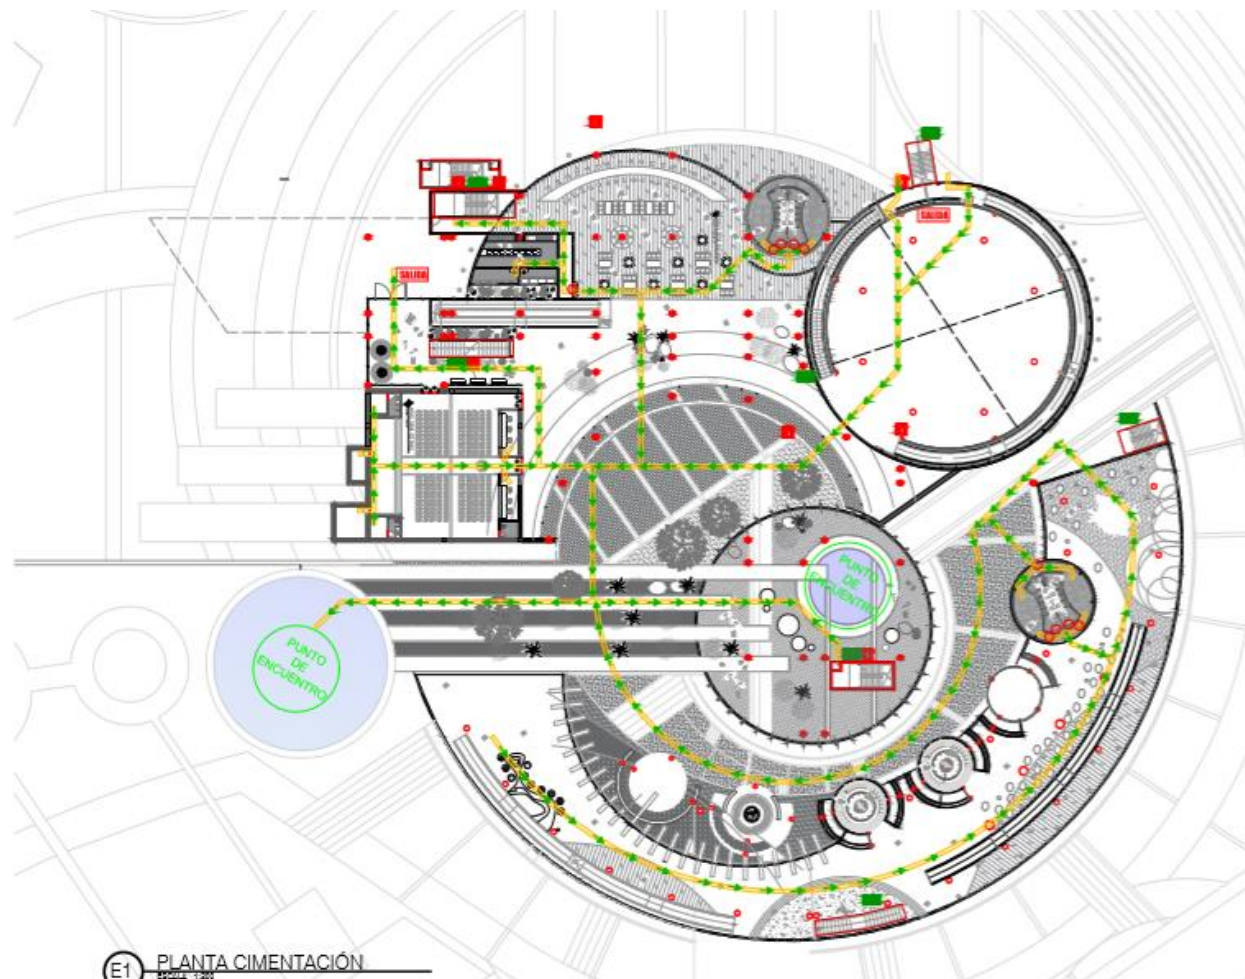 SALIDA
SALIDA
PUNTO
DE
ENCUENTRO
PUNTO
DE
ENCUENTRO
E1
PLANTA CIMENTACIÓN